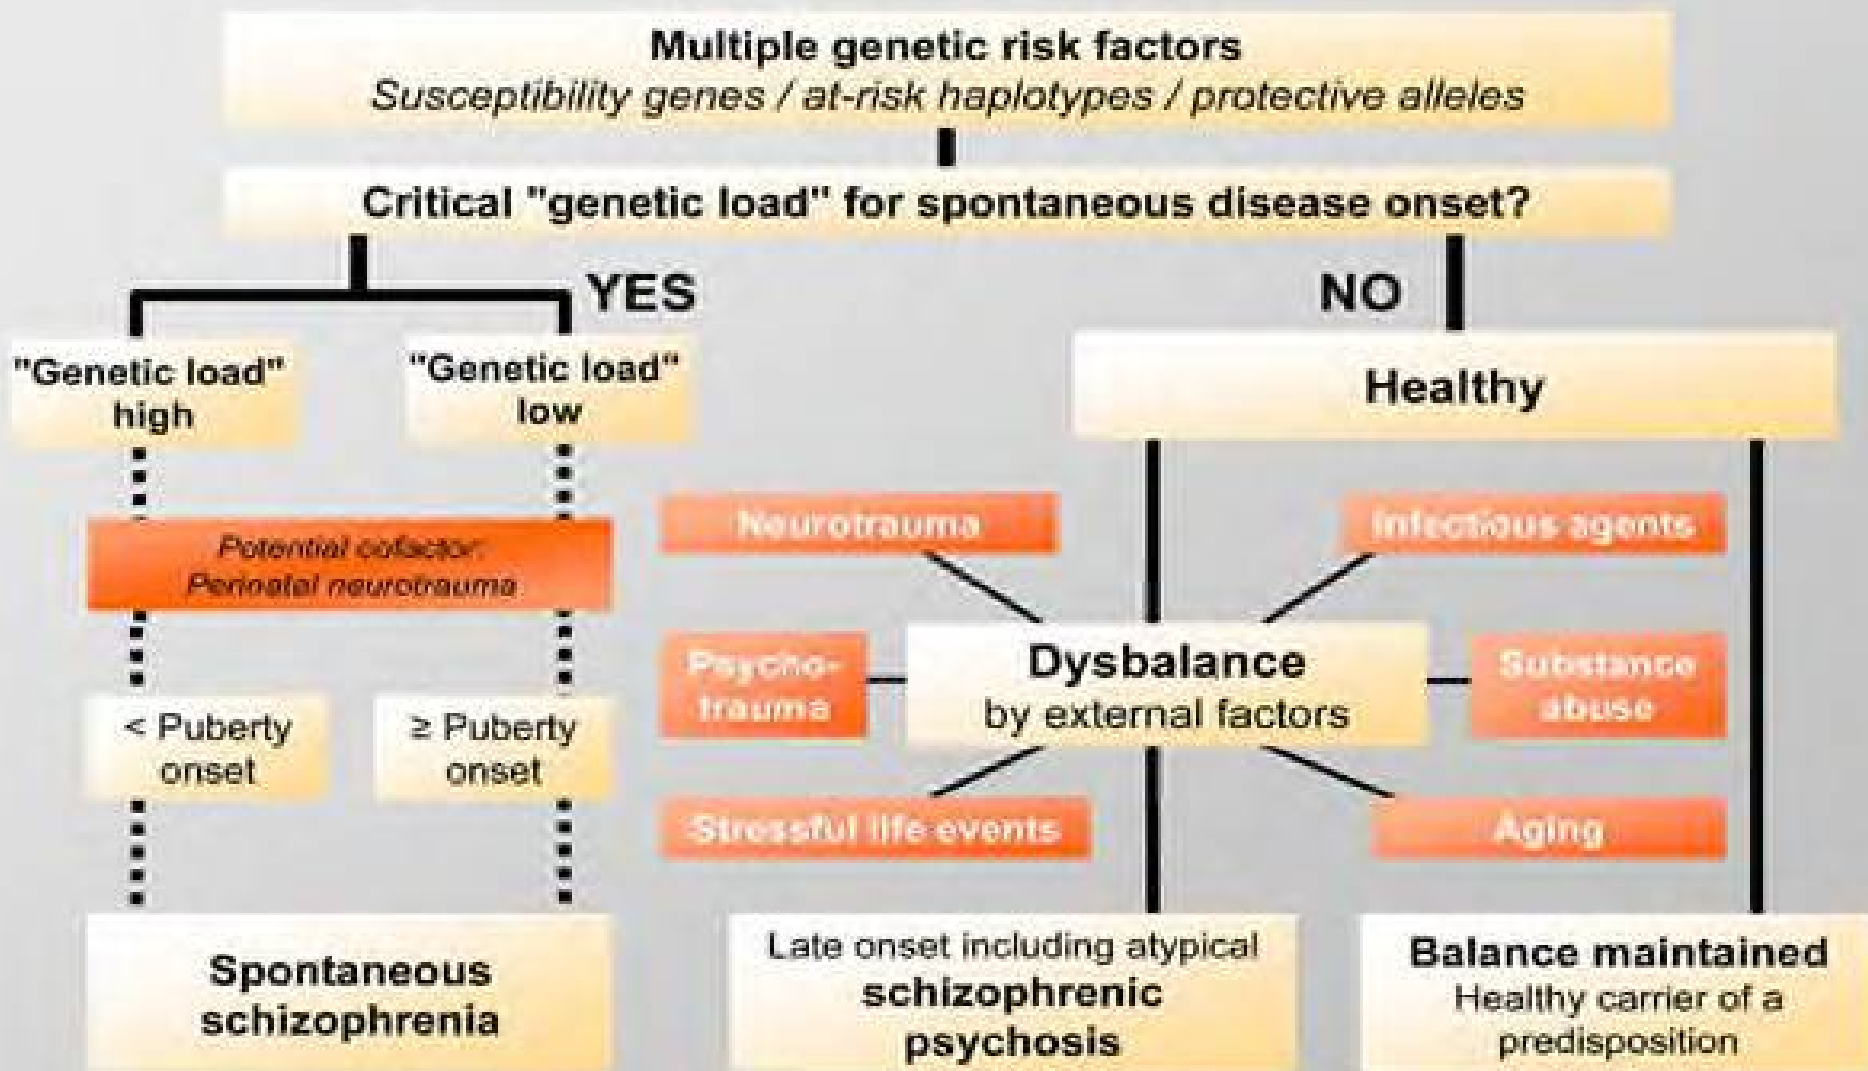 Multiple genetic risk factors
Susceptibility genes / at-risk haplotypes / protective alleles
Critical "genetic load" for spontaneous disease onset?
YES
NO
"Genetic load"
high
"Genetic load"
low
Healthy
Potential cofactor:
Perinatal neurotrauma
Neurotrauma
Infectious agents
Psycho-
trauma
Dysbalance
by external factors
Substance
abuse
< Puberty
onset
≥ Puberty
onset
Stressful life events
Aging
Spontaneous
schizophrenia
Late onset including atypical
schizophrenic
psychosis
Balance maintained
Healthy carrier of a
predisposition